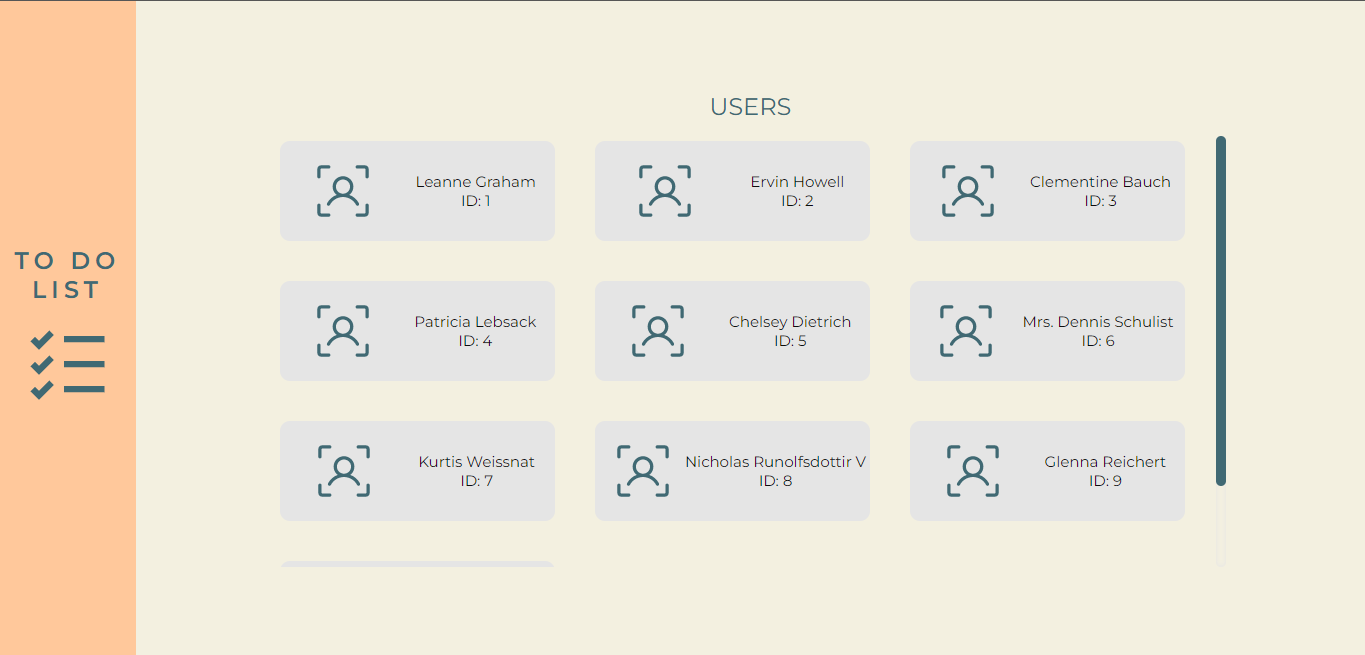 TO DO
LIST
USERS
Leanne Graham
ID: 1
Ervin Howell
ID: 2
Clementine Bauch
ID: 3
Patricia Lebsack
ID: 4
Chelsey Dietrich
ID: 5
Mrs. Dennis Schulist
ID: 6
Kurtis Weissnat
ID: 7
Nicholas Runolfsdottir V
ID: 8
Glenna Reichert
ID: 9